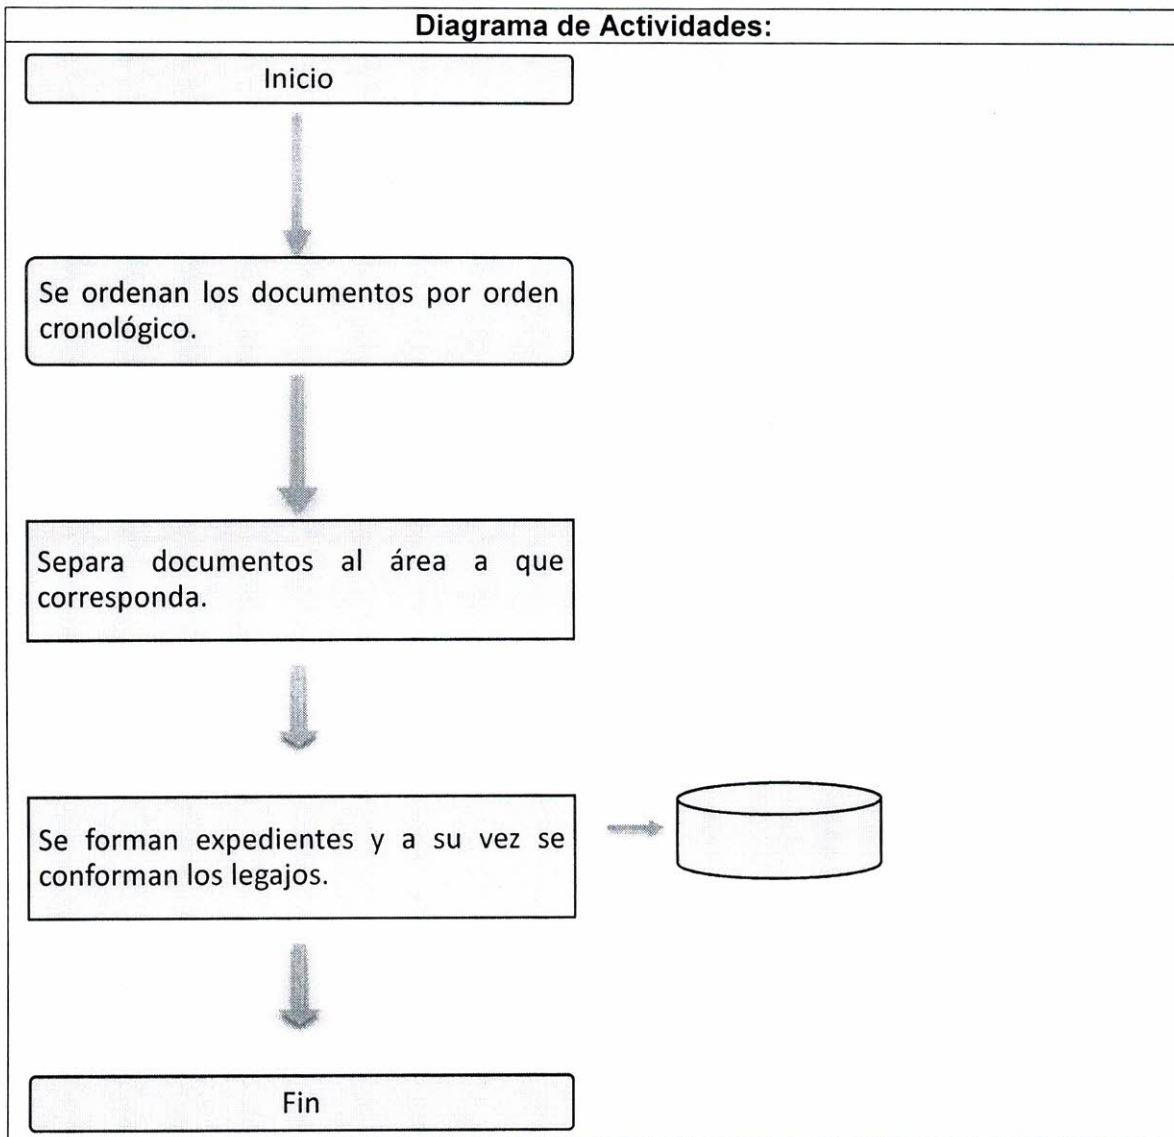 Diagrama de Actividades:
Inicio
Se ordenan los documentos por orden
cronológico.
Separa documentos al área a que
corresponda.
Se forman expedientes y a su vez se
conforman los legajos.
Fin